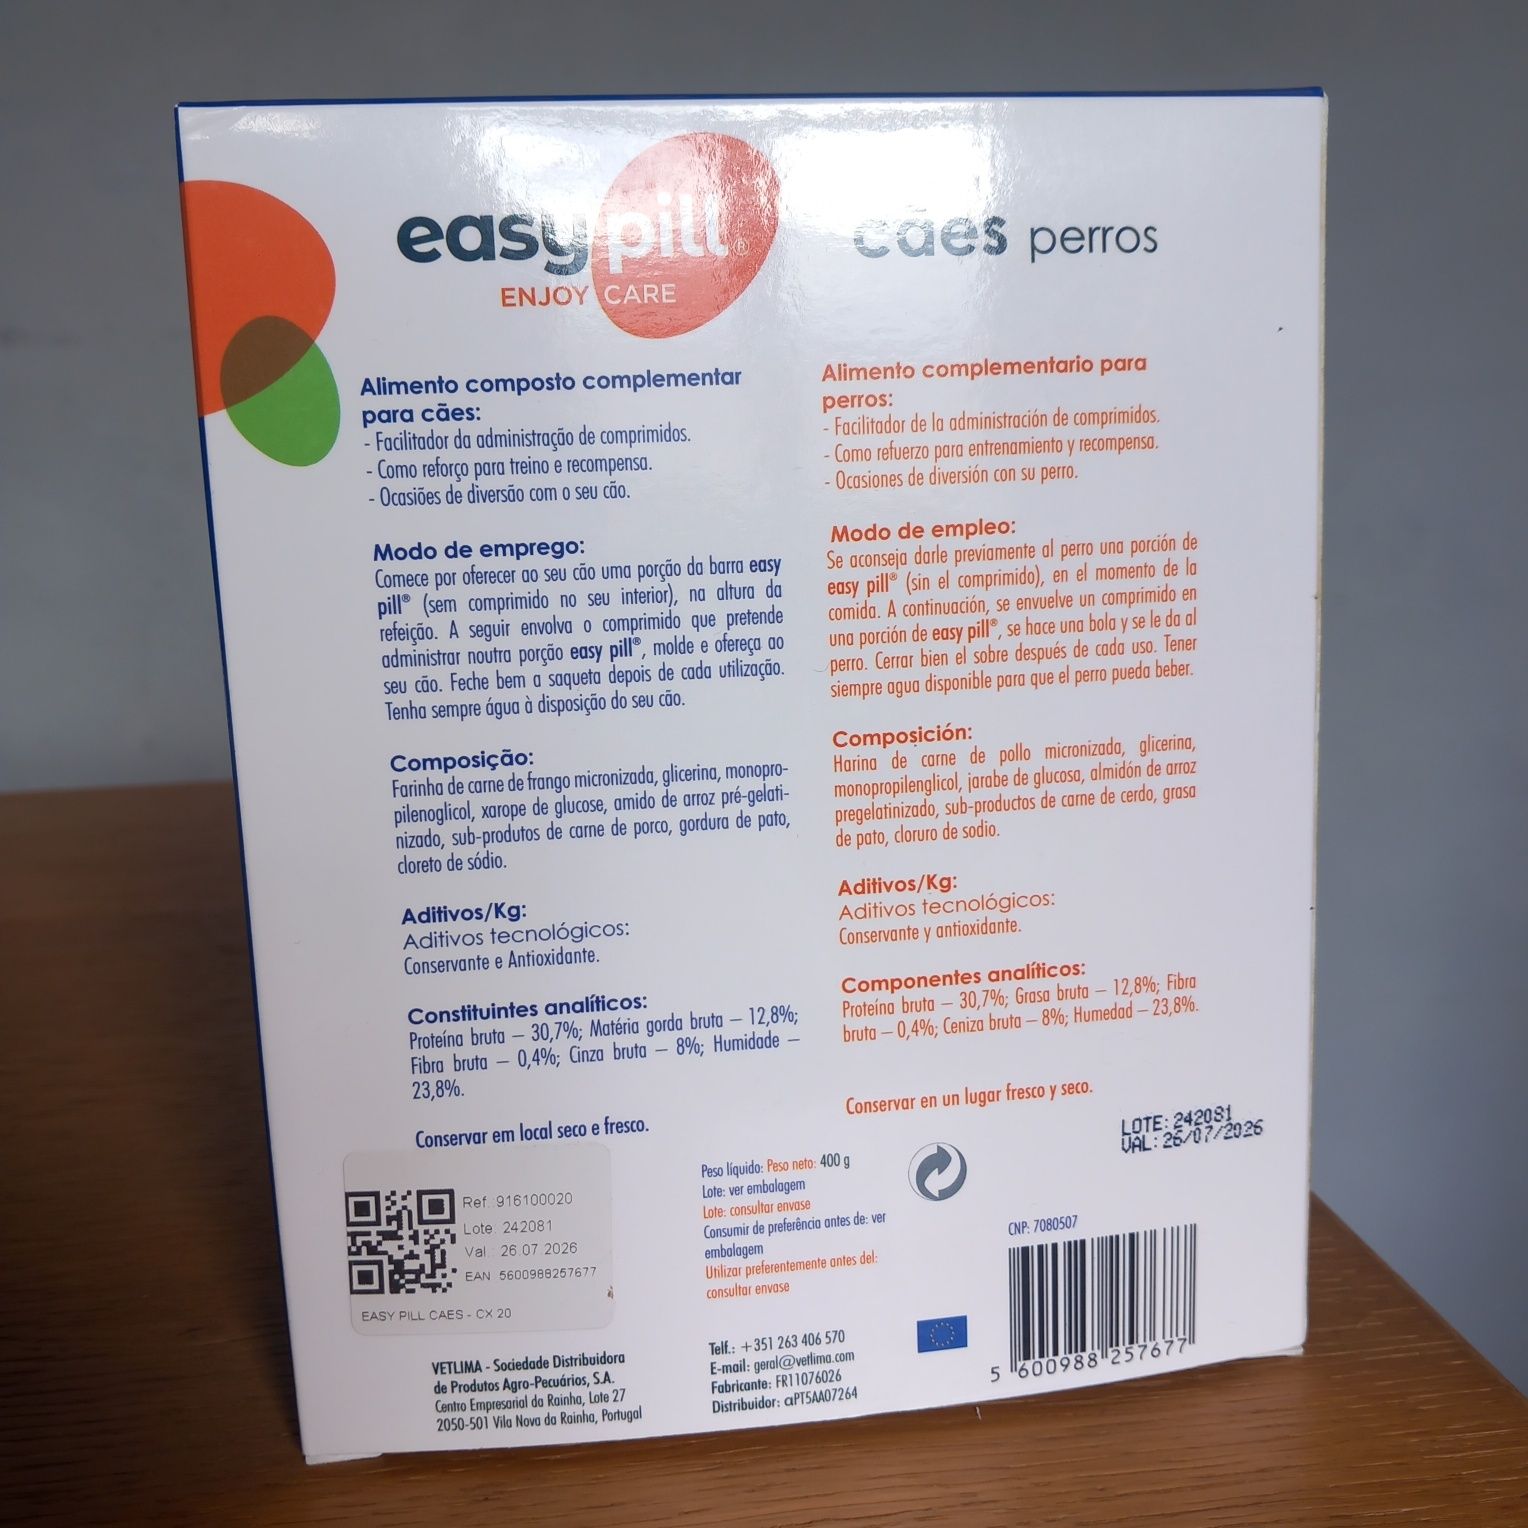 easypill®
ENJOY CARE
cães perros
Alimento composto complementar
para cães:
- Facilitador da administração de comprimidos.
- Como reforço para treino e recompensa.
- Ocasiões de diversão com o seu cão.
Modo de emprego:
Comece por oferecer ao seu cão uma porção da barra easy
pill® (sem comprimido no seu interior), na altura da
refeição. A seguir envolva o comprimido que pretende
administrar noutra porção easy pill®, molde e ofereça ao
seu cão. Feche bem a saqueta depois de cada utilização.
Tenha sempre água à disposição do seu cão.
Composição:
Farinha de carne de frango micronizada, glicerina, monopro-
pilenoglicol, xarope de glucose, amido de arroz pré-gelati-
nizado, sub-produtos de carne de porco, gordura de pato,
cloreto de sódio.
Aditivos/Kg:
Aditivos tecnológicos:
Conservante e Antioxidante.
Constituintes analíticos:
Proteína bruta – 30,7%; Matéria gorda bruta – 12,8%;
Fibra bruta – 0,4%; Cinza bruta – 8%; Humidade –
23,8%.
Conservar em local seco e fresco.
Alimento complementario para
perros:
- Facilitador de la administración de comprimidos.
- Como refuerzo para entrenamiento y recompensa.
- Ocasiones de diversión con su perro.
Modo de empleo:
Se aconseja darle previamente al perro una porción de
easy pill® (sin el comprimido), en el momento de la
comida. A continuación, se envuelve un comprimido en
una porción de easy pill®, se hace una bola y se le da al
perro. Cerrar bien el sobre después de cada uso. Tener
siempre agua disponible para que el perro pueda beber.
Composición:
Harina de carne de pollo micronizada, glicerina,
monopropilenglicol, jarabe de glucosa, almidón de arroz
pregelatinizado, sub-productos de carne de cerdo, grasa
de pato, cloruro de sodio.
Aditivos/Kg:
Aditivos tecnológicos:
Conservante y antioxidante.
Componentes analíticos:
Proteína bruta – 30,7%; Grasa bruta – 12,8%; Fibra
bruta – 0,4%; Ceniza bruta – 8%; Humedad – 23,8%.
Conservar en un lugar fresco y seco.
LOTE: 242081
VAL: 26/07/2026
Ref.:916100020
Lote. 242081
Val.: 26.07.2026
EAN 5600988257677
EASY PILL CAES - CX 20
Peso líquido: Peso neto: 400 g
Lote: ver embalagem
Lote: consultar envase
Consumir de preferência antes de: ver
embalagem
Utilizar preferentemente antes del:
consultar envase
CNP: 7080507
5 600988 257677
VETLIMA - Sociedade Distribuidora
de Produtos Agro-Pecuários, S.A.
Centro Empresarial da Rainha, Lote 27
2050-501 Vila Nova da Rainha, Portugal
Telf.: +351 263 406 570
E-mail: geral@vetlima.com
Fabricante: FR11076026
Distribuidor: αPT5AA07264